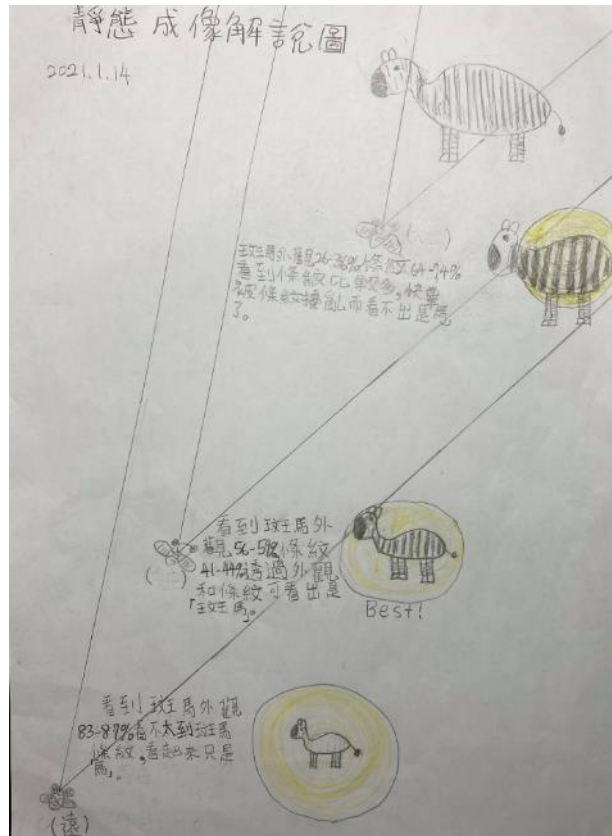 靜態成像解說圖
2021.1.14
斑馬外觀26-36%條紋64-74%
看到條紋比較多,快業
被條紋擾亂而看不出是馬
了。
看到斑馬外
觀56-59%條紋
41-44%透過外觀
和條紋可看出是
「斑馬」。
Best!
看到斑馬外觀
83-87%看不太到斑馬
條紋,看起來只是
「馬」。
(遠)